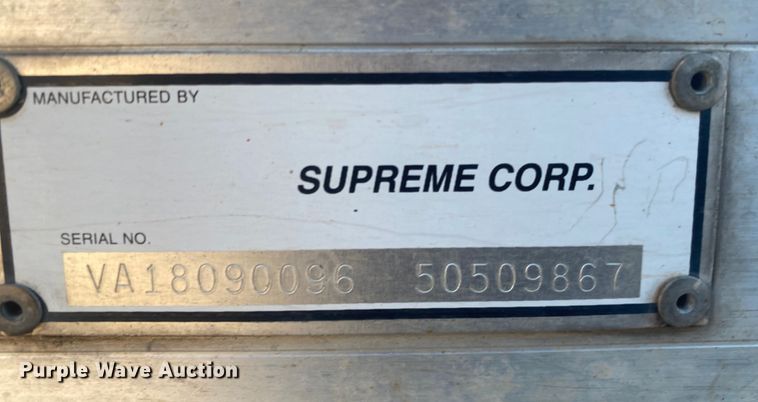 MANUFACTURED BY
SUPREME CORP.
SERIAL NO.
VA18090096 50509867
Purple Wave Auction